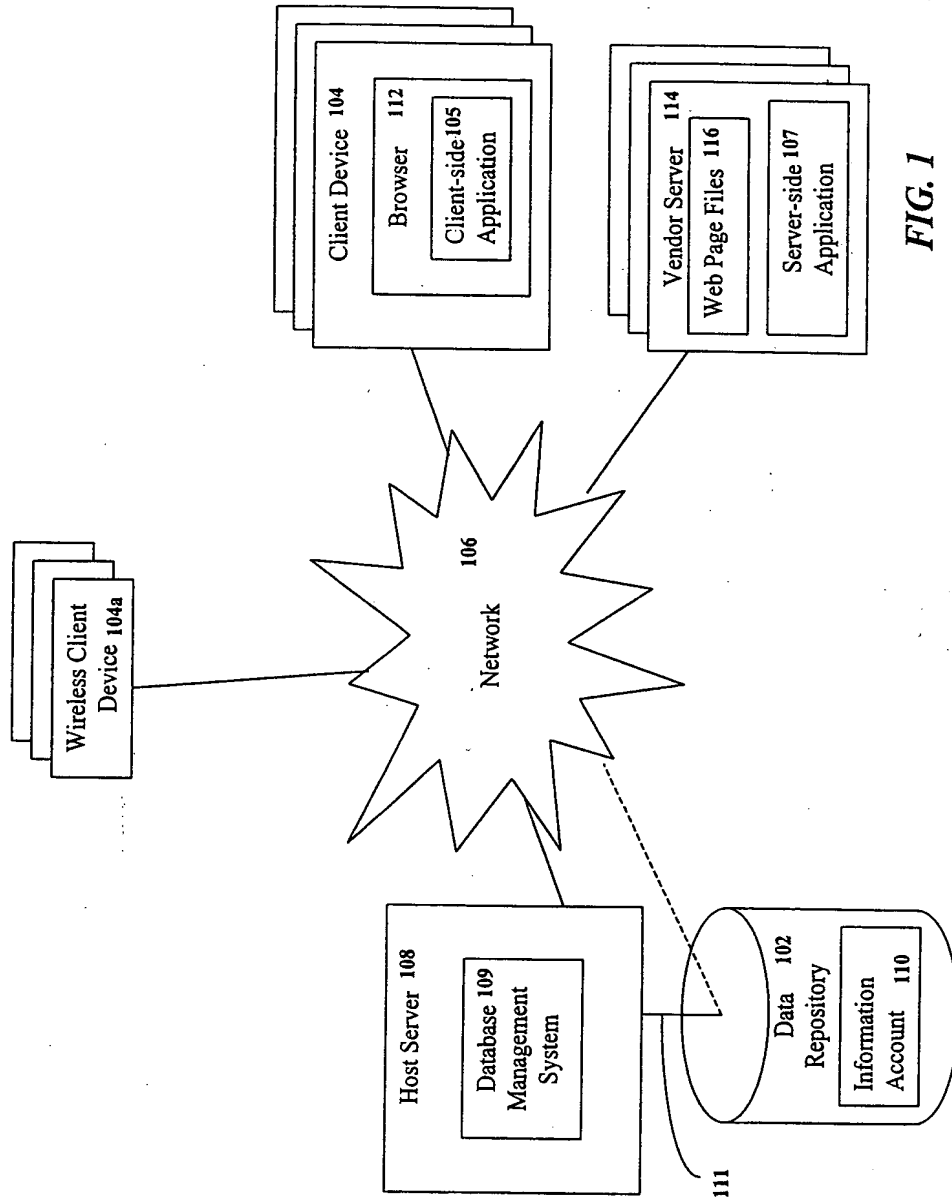 Wireless Client
Device 104a
Client Device 104
Browser 112
Client-side 105
Application
Network
106
Host Server 108
Database 109
Management
System
Vendor Server 114
Web Page Files 116
Server-side 107
Application
Data 102
Repository
Information
Account 110
111
FIG. 1